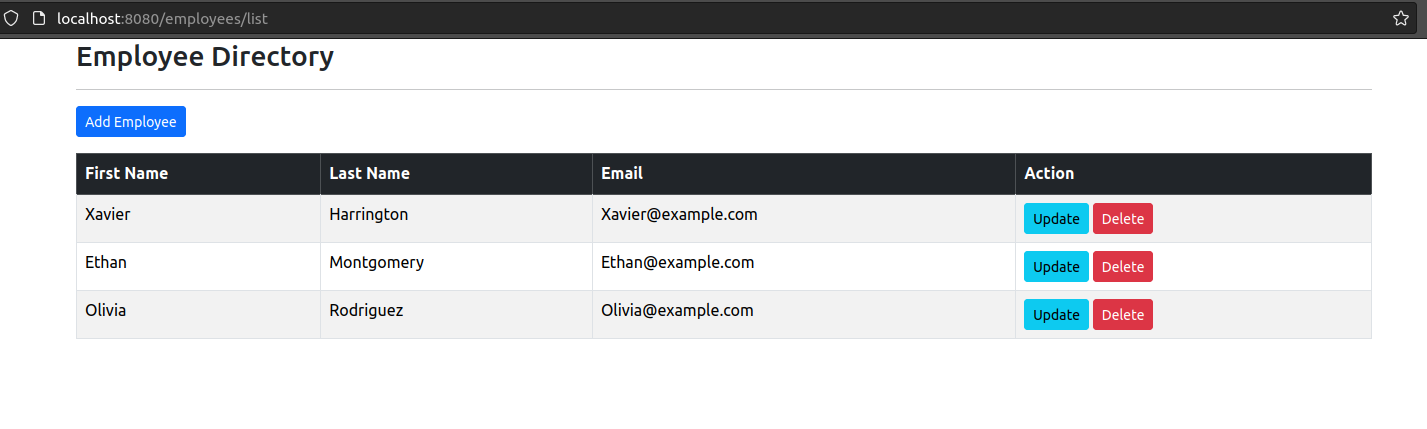 localhost:8080/employees/list
Employee Directory
Add Employee
First Name Last Name Email Action
Xavier Harrington Xavier@example.com Update Delete
Ethan Montgomery Ethan@example.com Update Delete
Olivia Rodriguez Olivia@example.com Update Delete